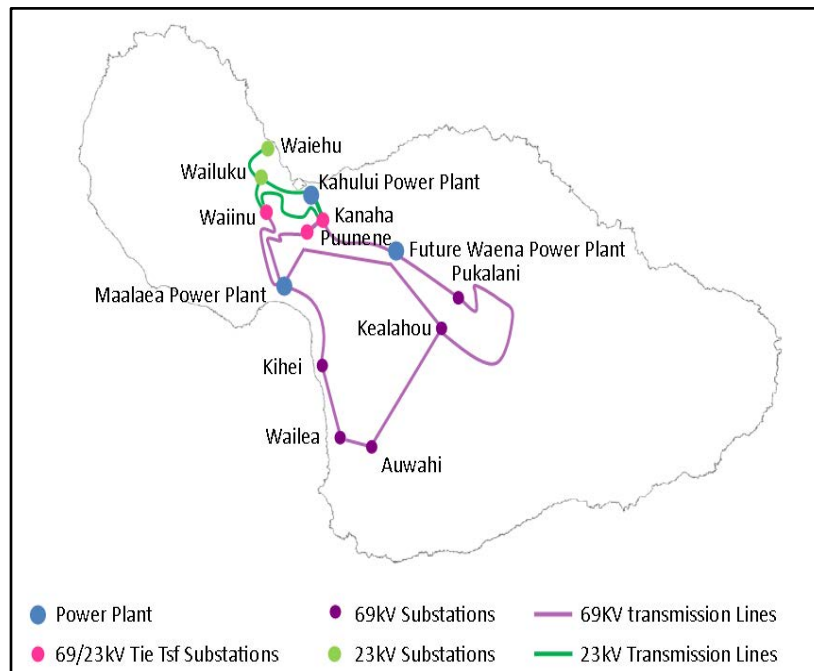 Waiehu
Wailuku
Kahului Power Plant
Waiinu
Kanaha
Puunene
Future Waena Power Plant
Pukalani
Maalaea Power Plant
Kealahou
Kihei
Wailea
Auwahi
Power Plant
69kV Substations
69KV transmission Lines
69/23kV Tie Tsf Substations
23kV Substations
23kV Transmission Lines